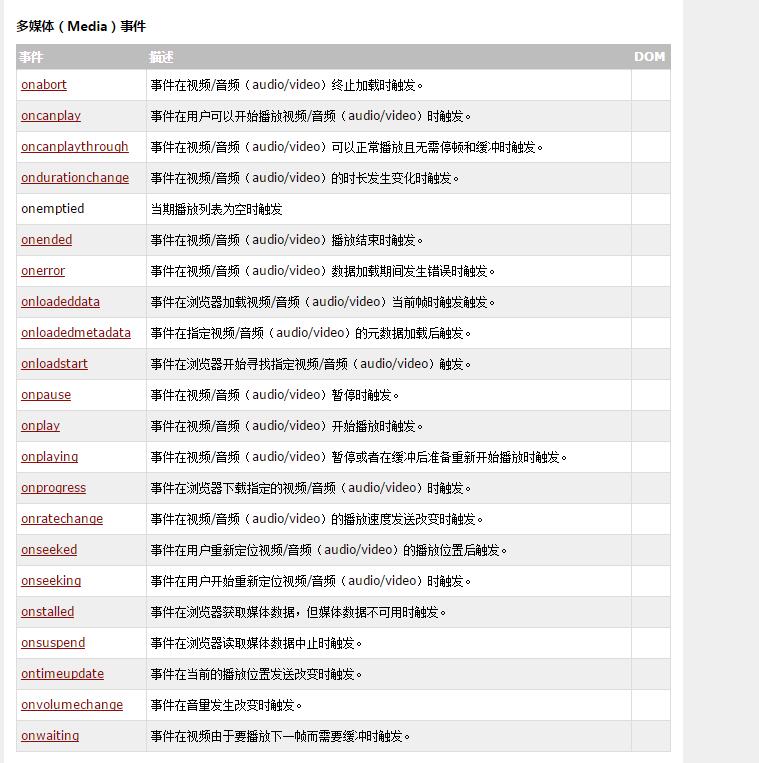 多媒体（Media）事件
事件 描述 DOM
onabort 事件在视频/音频（audio/video）终止加载时触发。
oncanplay 事件在用户可以开始播放视频/音频（audio/video）时触发。
oncanplaythrough 事件在视频/音频（audio/video）可以正常播放且无需停顿和缓冲时触发。
ondurationchange 事件在视频/音频（audio/video）的时长发生变化时触发。
onemptied 当期播放列表为空时触发
onended 事件在视频/音频（audio/video）播放结束时触发。
onerror 事件在视频/音频（audio/video）数据加载期间发生错误时触发。
onloadeddata 事件在浏览器加载视频/音频（audio/video）当前帧时触发触发。
onloadedmetadata 事件在指定视频/音频（audio/video）的元数据加载后触发。
onloadstart 事件在浏览器开始寻找指定视频/音频（audio/video）触发。
onpause 事件在视频/音频（audio/video）暂停时触发。
onplay 事件在视频/音频（audio/video）开始播放时触发。
onplaying 事件在视频/音频（audio/video）暂停或者在缓冲后准备重新开始播放时触发。
onprogress 事件在浏览器下载指定的视频/音频（audio/video）时触发。
onratechange 事件在视频/音频（audio/video）的播放速度发送改变时触发。
onseeked 事件在用户重新定位视频/音频（audio/video）的播放位置后触发。
onseeking 事件在用户开始重新定位视频/音频（audio/video）时触发。
onstalled 事件在浏览器获取媒体数据，但媒体数据不可用时触发。
onsuspend 事件在浏览器读取媒体数据中止时触发。
ontimeupdate 事件在当前的播放位置发送改变时触发。
onvolumechange 事件在音量发生改变时触发。
onwaiting 事件在视频由于要播放下一帧而需要缓冲时触发。